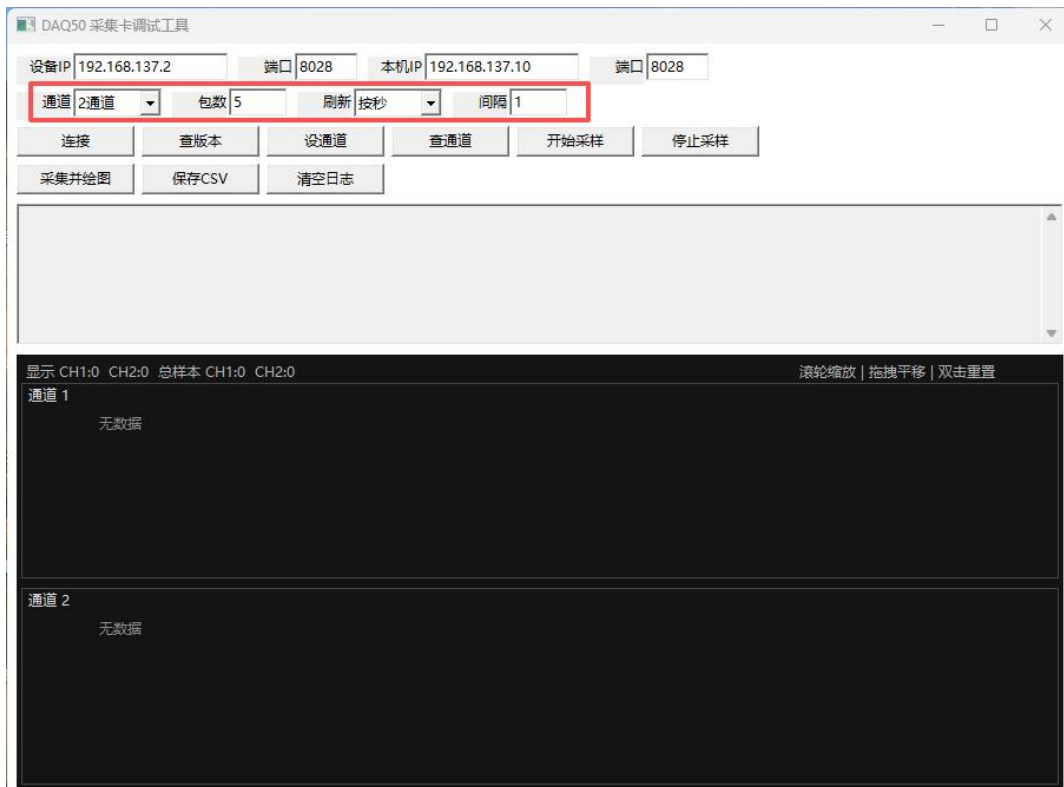 DAQ50 采集卡调试工具
设备IP 192.168.137.2 端口 8028 本机IP 192.168.137.10 端口 8028
通道 2通道 包数 5 刷新 按秒 间隔 1
连接 查版本 设通道 查通道 开始采样 停止采样
采集并绘图 保存CSV 清空日志
显示 CH1:0 CH2:0 总样本 CH1:0 CH2:0 滚轮缩放 | 拖拽平移 | 双击重置
通道 1
无数据
通道 2
无数据